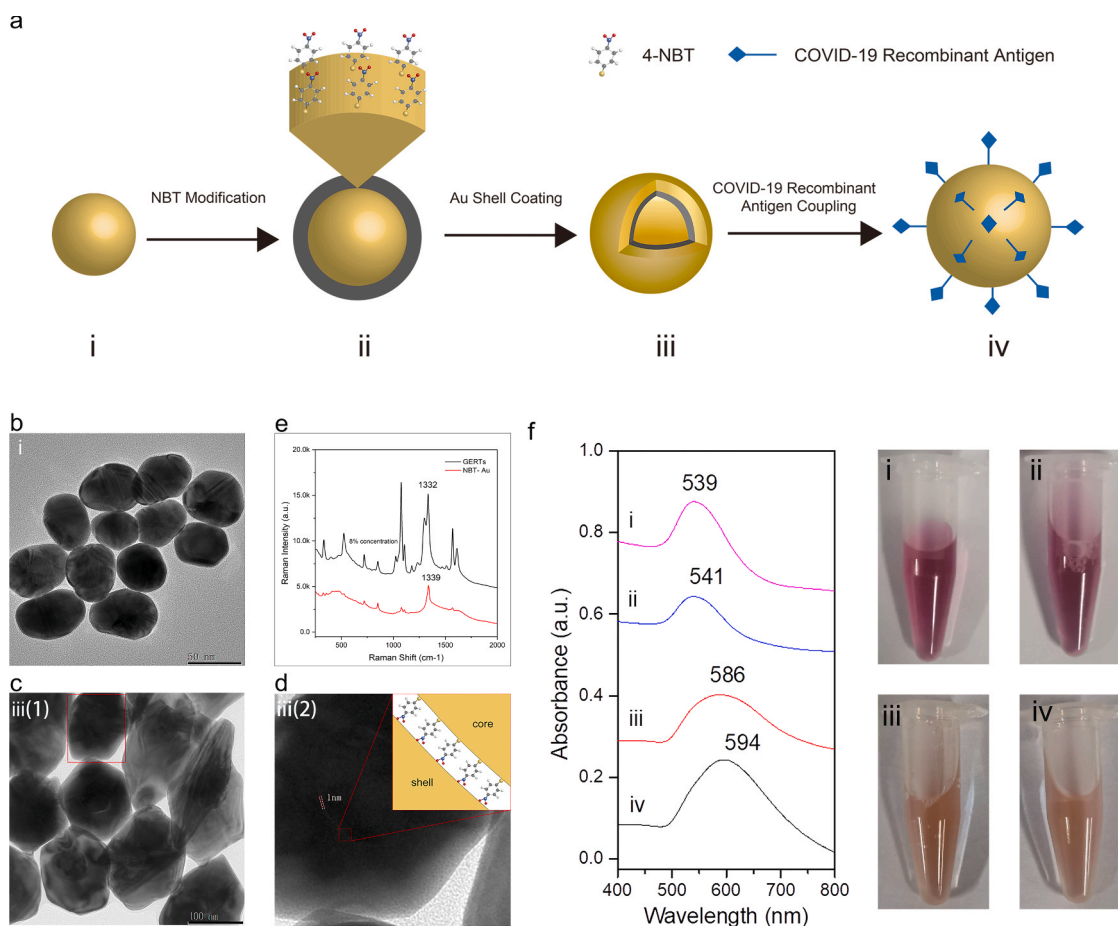 a
4-NBT
COVID-19 Recombinant Antigen
NBT Modification
Au Shell Coating
COVID-19 Recombinant
Antigen Coupling
i
ii
iii
iv
b
i
50 nm
c
iii(1)
100 nm
e
20.0k
15.0k
10.0k
5.0k
0.0
Raman Intensity (a.u.)
GERTs
NBT- Au
1332
8% concentration
1339
500
1000
1500
2000
Raman Shift (cm-1)
d
iii(2)
1nm
core
shell
f
1.0
0.8
0.6
0.4
0.2
0.0
Absorbance (a.u.)
539
i
541
ii
586
iii
594
iv
400
500
600
700
800
Wavelength (nm)
i
ii
iii
iv